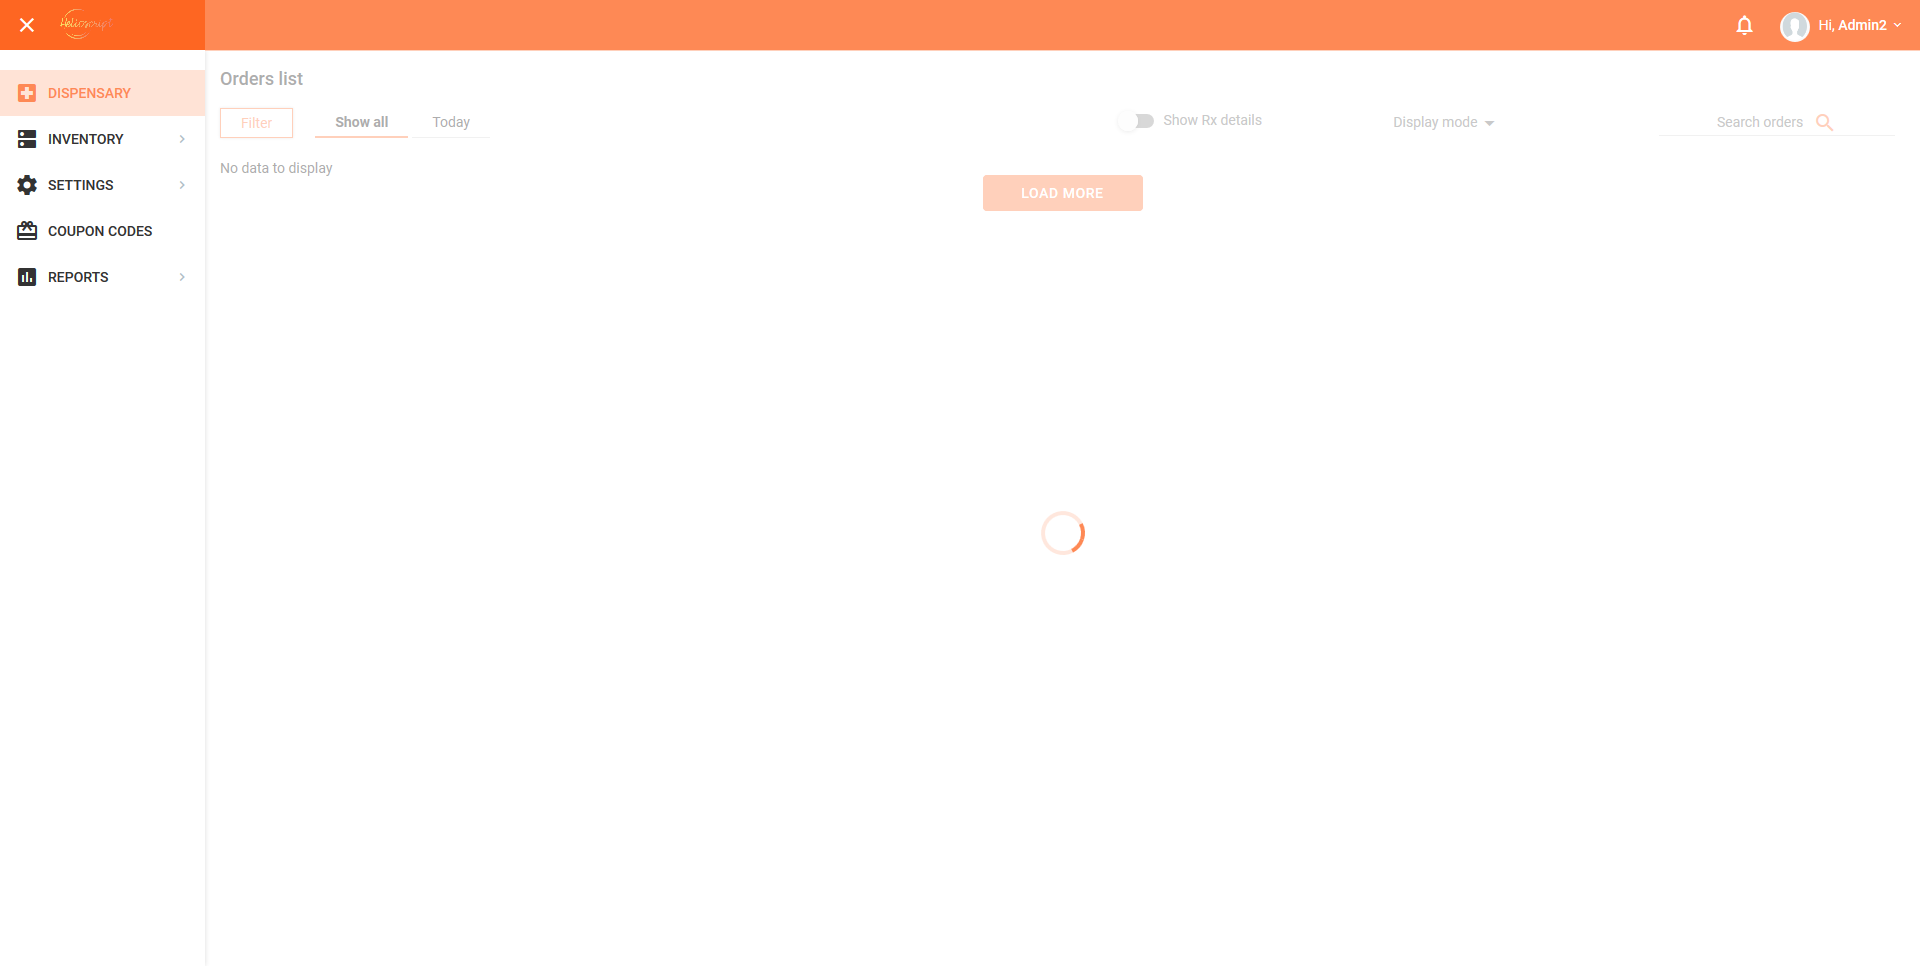 Helioscript
Hi, Admin2
DISPENSARY
INVENTORY
SETTINGS
COUPON CODES
REPORTS
Orders list
Filter
Show all
Today
Show Rx details
Display mode
Search orders
No data to display
LOAD MORE